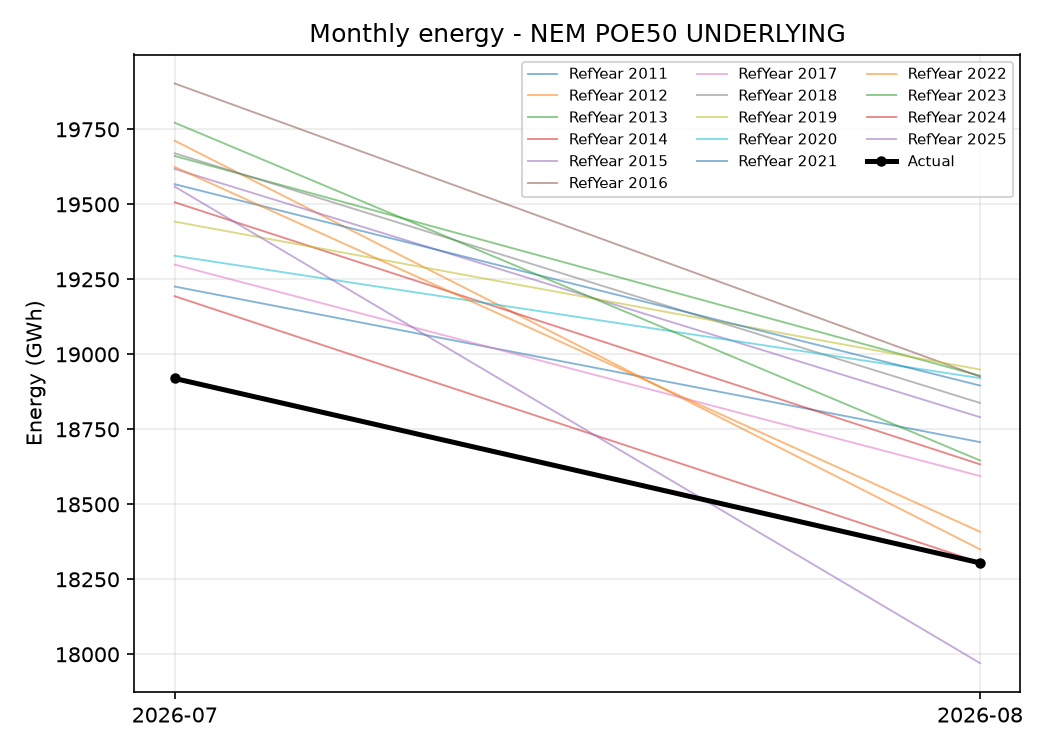 Monthly energy - NEM POE50 UNDERLYING
RefYear 2011
RefYear 2012
RefYear 2013
RefYear 2014
RefYear 2015
RefYear 2016
RefYear 2017
RefYear 2018
RefYear 2019
RefYear 2020
RefYear 2021
RefYear 2022
RefYear 2023
RefYear 2024
RefYear 2025
Actual
Energy (GWh)
19750
19500
19250
19000
18750
18500
18250
18000
2026-07
2026-08